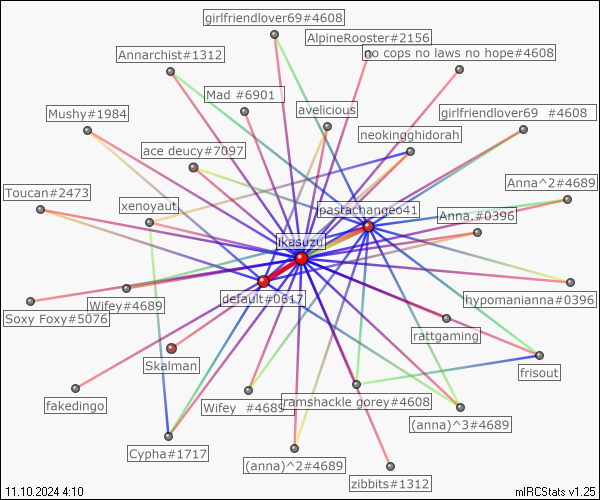 girlfriendlover69#4608
AlpineRooster#2156
Annarchist#1312
no cops no laws no hope#4608
Mad #6901
avelicious
Mushy#1984
girlfriendlover69 #4608
neokingghidorah
ace deucy#7097
Anna^2#4689
Toucan#2473
xenoyaut
pastachangeo41
Anna.#0396
ikasuzu
Wifey#4689
default#0617
hypomanianna#0396
Soxy Foxy#5076
rattgaming
Skalman
frisout
fakedingo
Wifey #4689
ramshackle gorey#4608
(anna)^3#4689
Cypha#1717
(anna)^2#4689
zibbits#1312
11.10.2024 4:10
mIRCStats v1.25